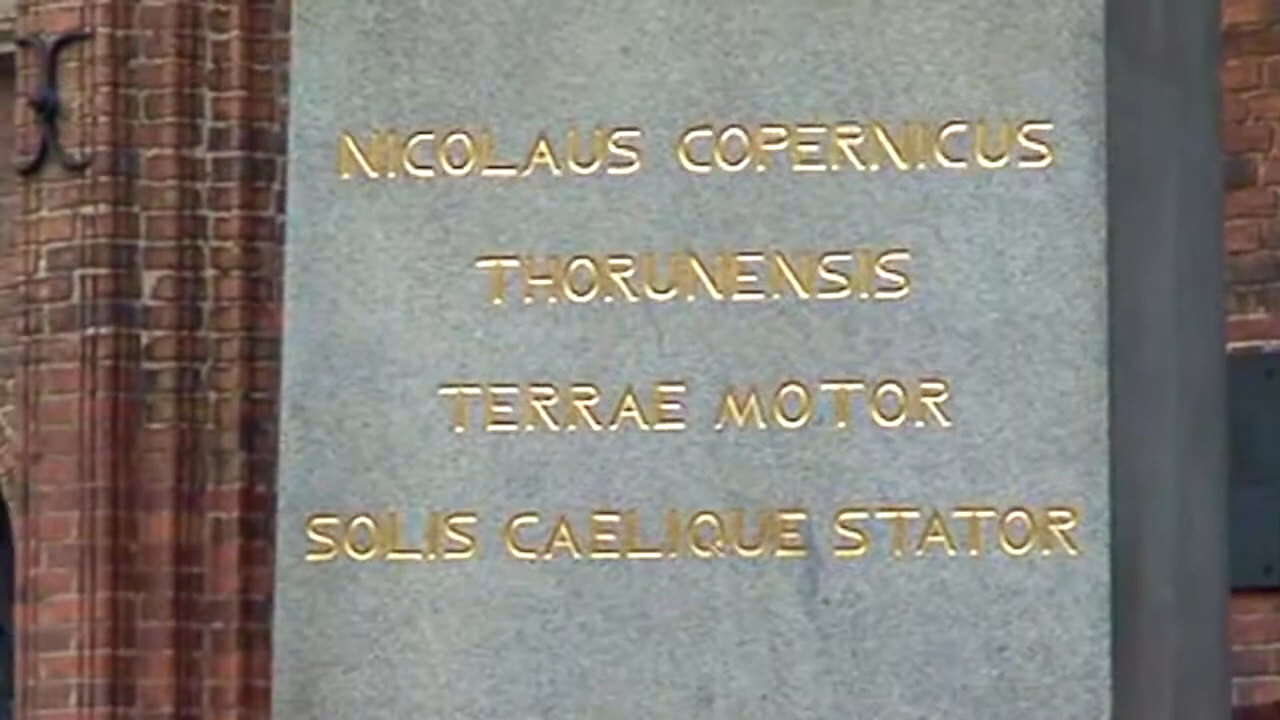 NICOLAUS COPERNICUS
THORUNENSIS
TERRAE MOTOR
SOLIS CAELIQUE STATOR